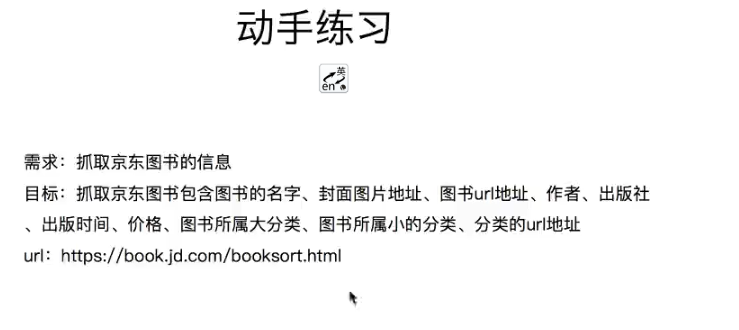 动手练习
英
en
需求：抓取京东图书的信息
目标：抓取京东图书包含图书的名字、封面图片地址、图书url地址、作者、出版社
、出版时间、价格、图书所属大分类、图书所属小的分类、分类的url地址
url：https://book.jd.com/booksort.html